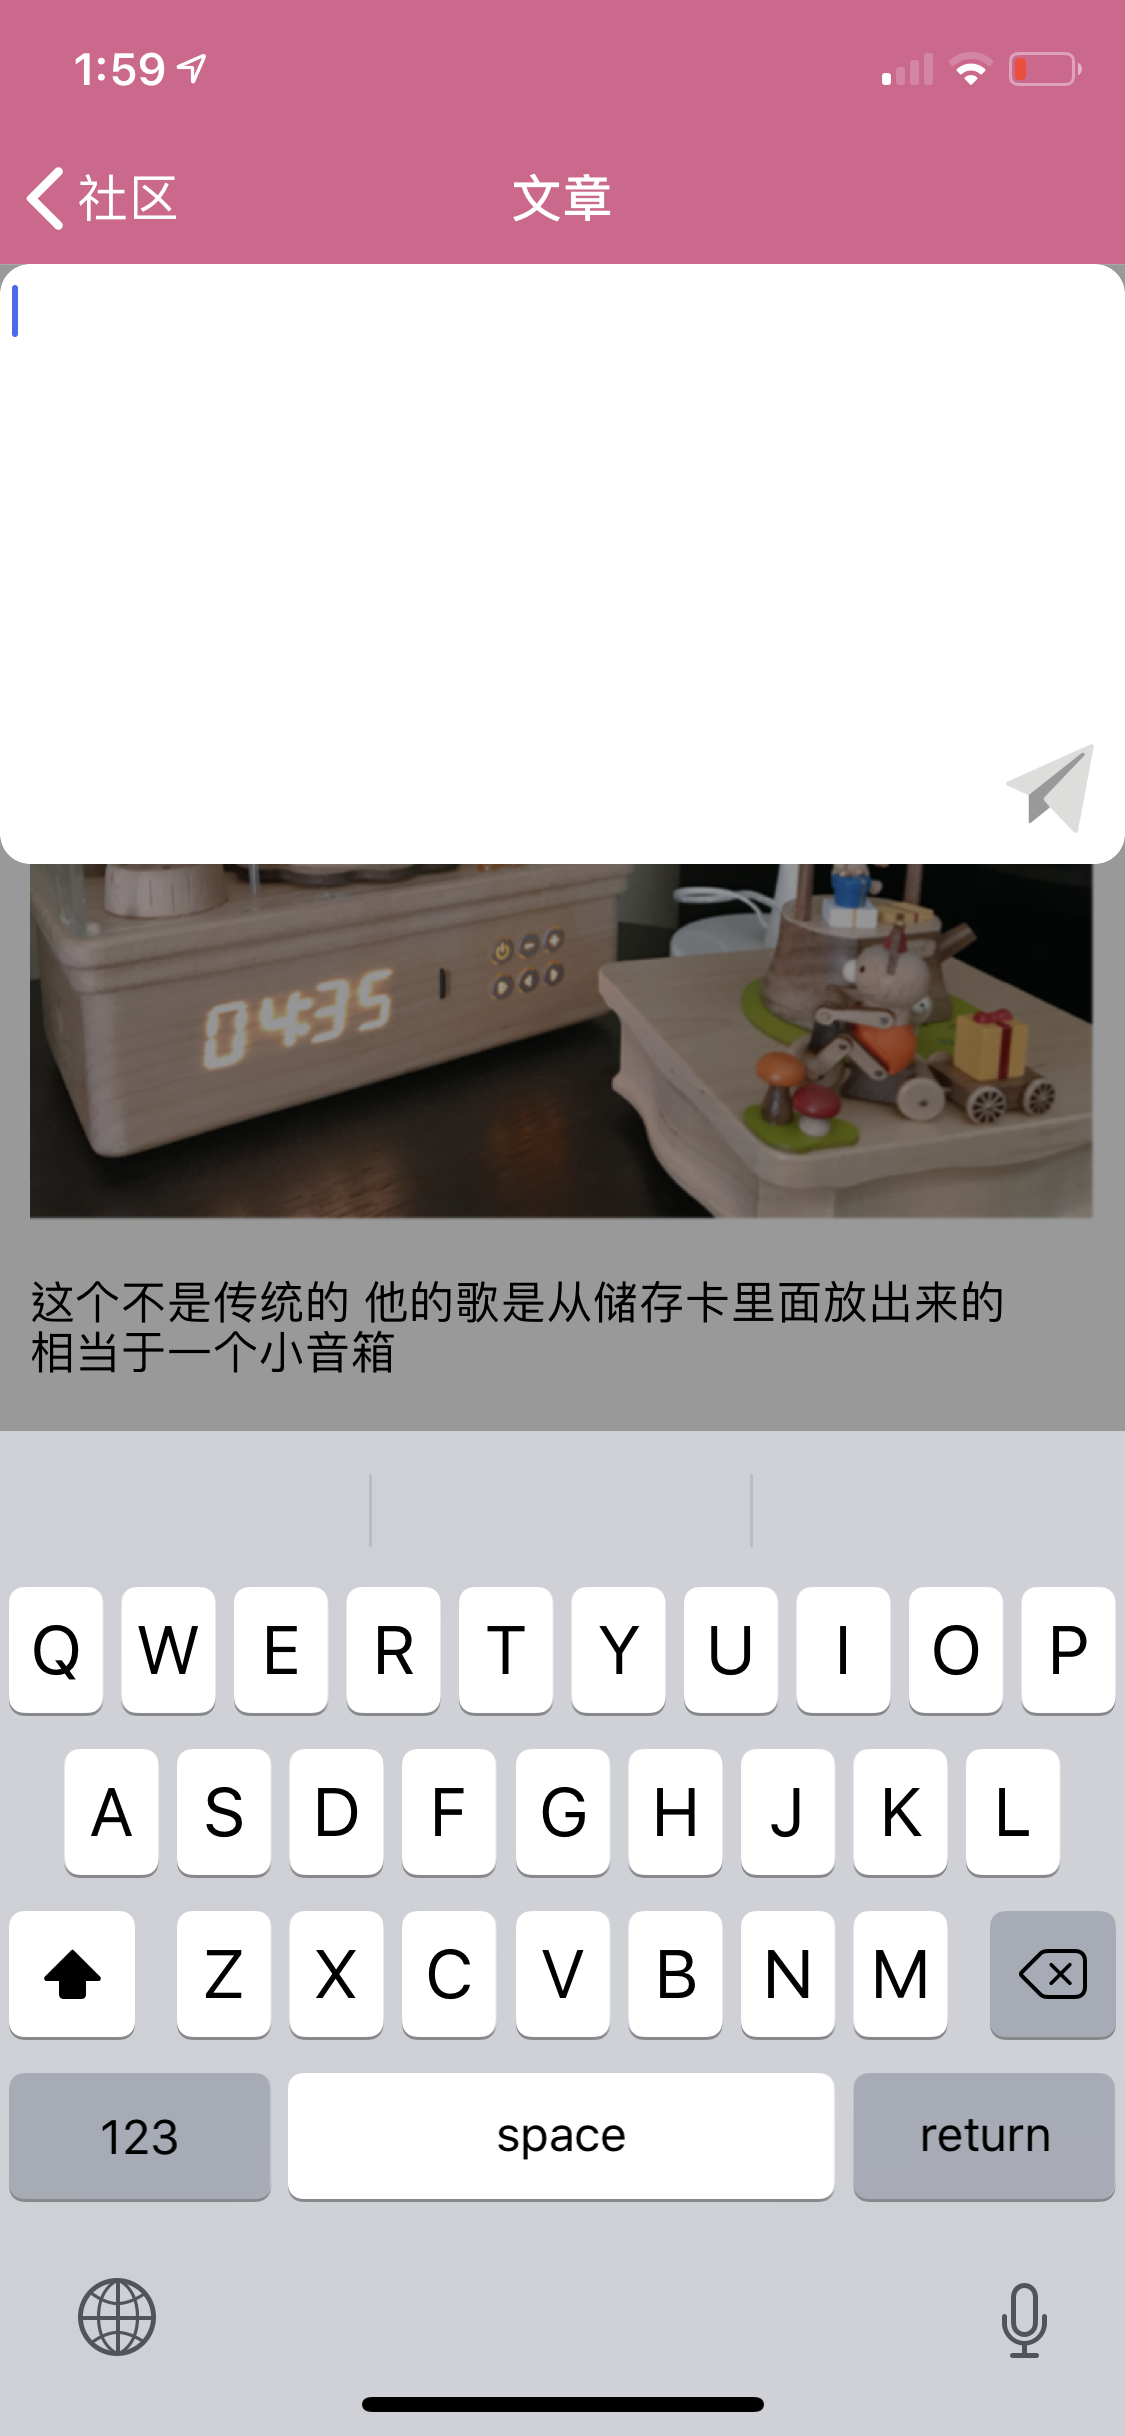 1:59
社区
文章
04:35
这个不是传统的 他的歌是从储存卡里面放出来的
相当于一个小音箱
Q W E R T Y U I O P
A S D F G H J K L
Z X C V B N M
123 space return